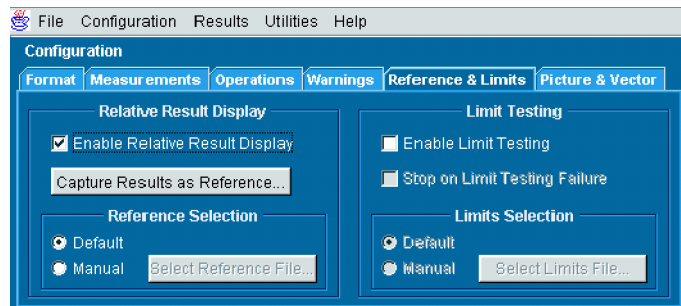 File Configuration Results Utilities Help
Configuration
Format Measurements Operations Warnings Reference & Limits Picture & Vector
Relative Result Display
Enable Relative Result Display
Capture Results as Reference...
Reference Selection
Default
Manual Select Reference File...
Limit Testing
Enable Limit Testing
Stop on Limit Testing Failure
Limits Selection
Default
Manual Select Limits File...